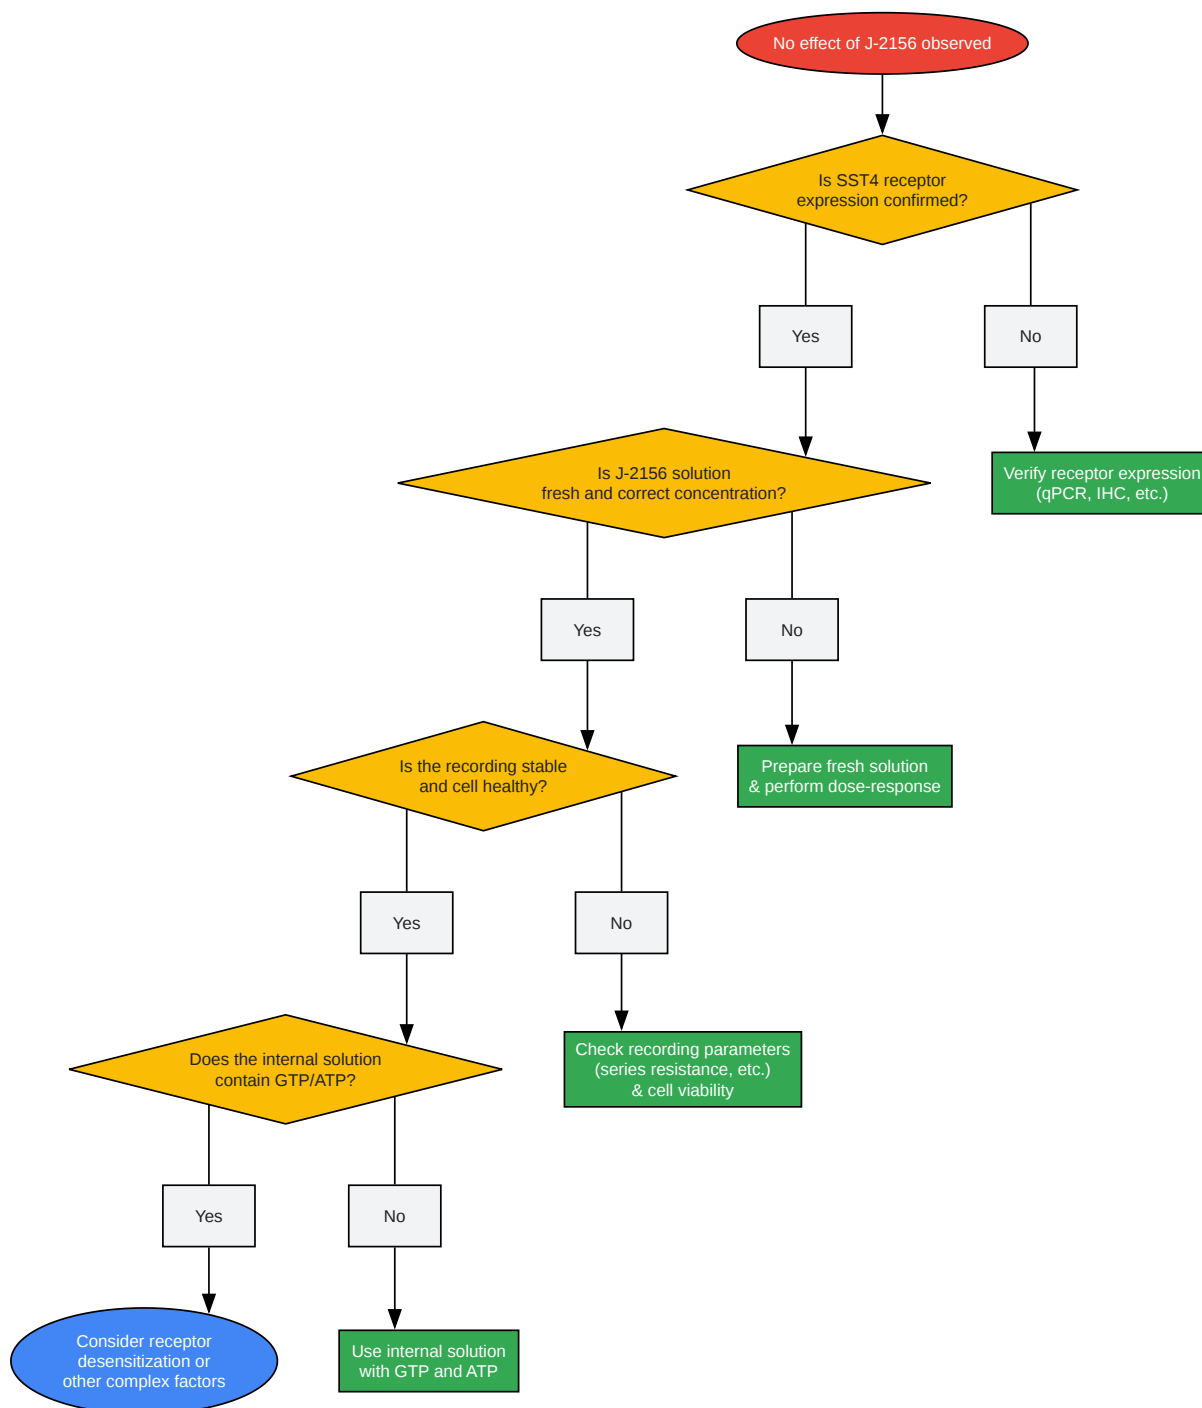 No effect of J-2156 observed
Is SST4 receptor
expression confirmed?
Yes
No
Verify receptor expression
(qPCR, IHC, etc.)
Is J-2156 solution
fresh and correct concentration?
Yes
No
Prepare fresh solution
& perform dose-response
Is the recording stable
and cell healthy?
Yes
No
Check recording parameters
(series resistance, etc.)
& cell viability
Does the internal solution
contain GTP/ATP?
Yes
No
Consider receptor
desensitization or
other complex factors
Use internal solution
with GTP and ATP